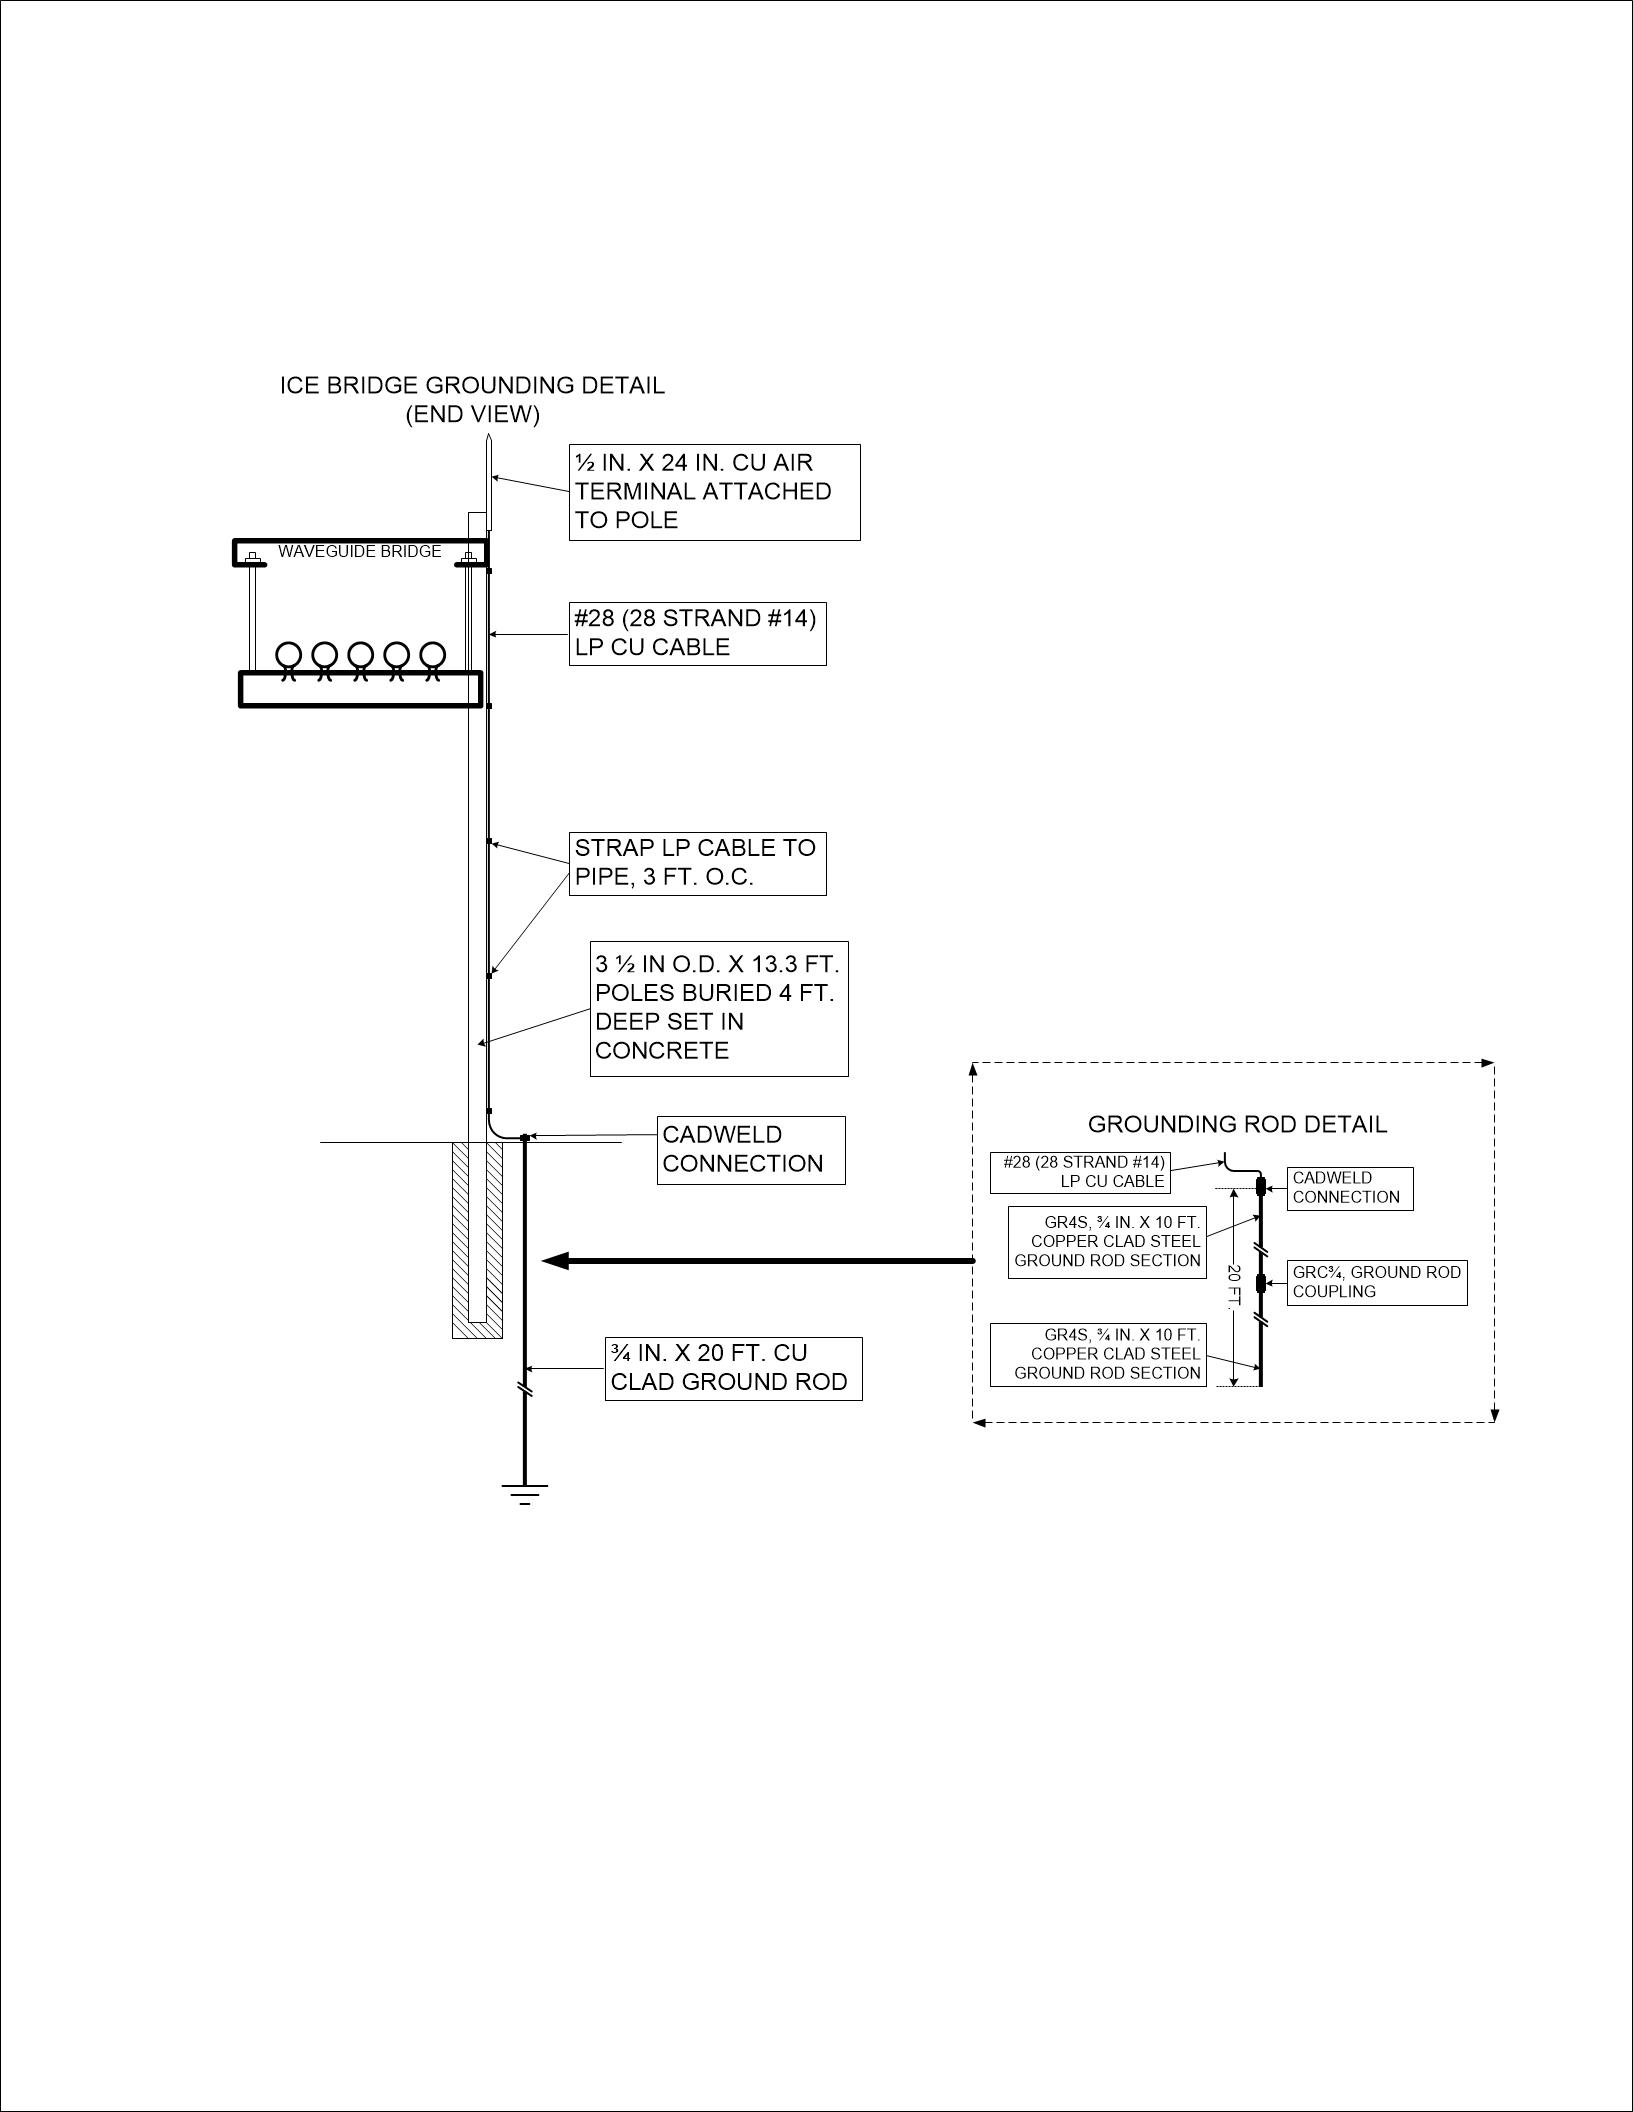 ICE BRIDGE GROUNDING DETAIL
(END VIEW)
½ IN. X 24 IN. CU AIR
TERMINAL ATTACHED
TO POLE
WAVEGUIDE BRIDGE
#28 (28 STRAND #14)
LP CU CABLE
STRAP LP CABLE TO
PIPE, 3 FT. O.C.
3 ½ IN O.D. X 13.3 FT.
POLES BURIED 4 FT.
DEEP SET IN
CONCRETE
CADWELD
CONNECTION
¾ IN. X 20 FT. CU
CLAD GROUND ROD
GROUNDING ROD DETAIL
#28 (28 STRAND #14)
LP CU CABLE
CADWELD
CONNECTION
GR4S, ¾ IN. X 10 FT.
COPPER CLAD STEEL
GROUND ROD SECTION
20 FT.
GRC¾, GROUND ROD
COUPLING
GR4S, ¾ IN. X 10 FT.
COPPER CLAD STEEL
GROUND ROD SECTION